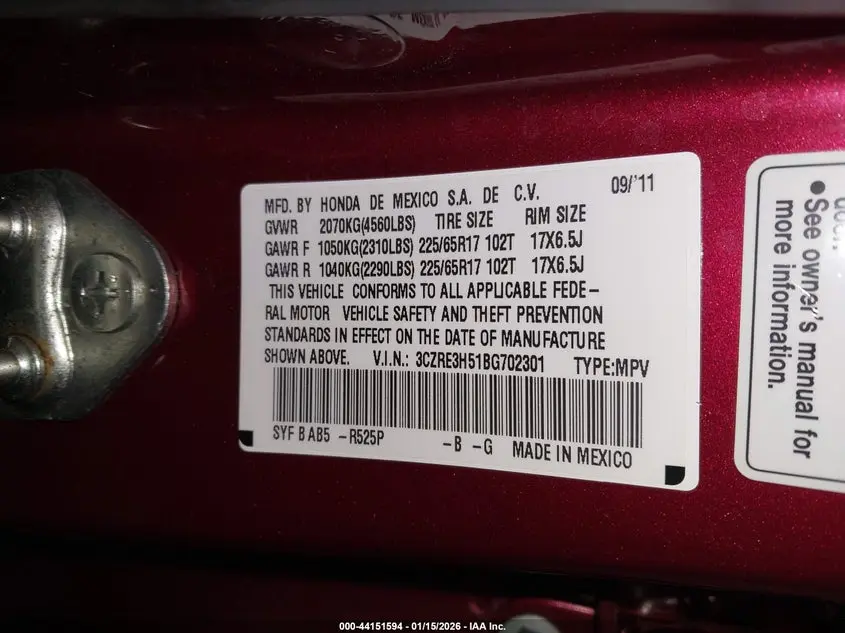 MFD. BY HONDA DE MEXICO S.A. DE C.V. 09/'11
GVWR 2070KG(4560LBS) TIRE SIZE RIM SIZE
GAWR F 1050KG(2310LBS) 225/65R17 102T 17X6.5J
GAWR R 1040KG(2290LBS) 225/65R17 102T 17X6.5J
THIS VEHICLE CONFORMS TO ALL APPLICABLE FEDE-
RAL MOTOR VEHICLE SAFETY AND THEFT PREVENTION
STANDARDS IN EFFECT ON THE DATE OF MANUFACTURE
SHOWN ABOVE. V.I.N.: 3CZRE3H51BG702301 TYPE:MPV
SYF B AB5 -R525P -B -G MADE IN MEXICO
door.
• See owner's manual for
more information.
000-44151594 - 01/15/2026 - IAA Inc.